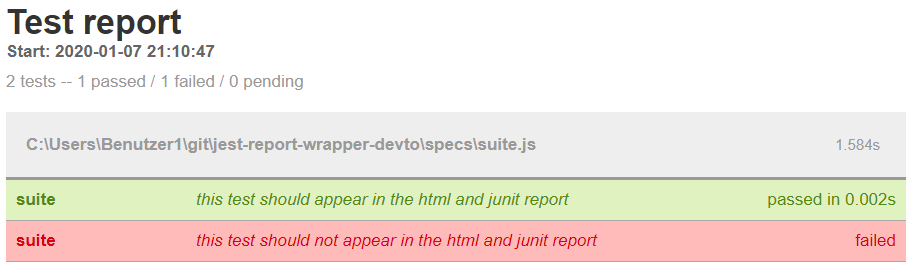 Test report
Start: 2020-01-07 21:10:47
2 tests -- 1 passed / 1 failed / 0 pending
C:\Users\Benutzer1\git\jest-report-wrapper-devto\specs\suite.js 1.584s
suite this test should appear in the html and junit report passed in 0.002s
suite this test should not appear in the html and junit report failed